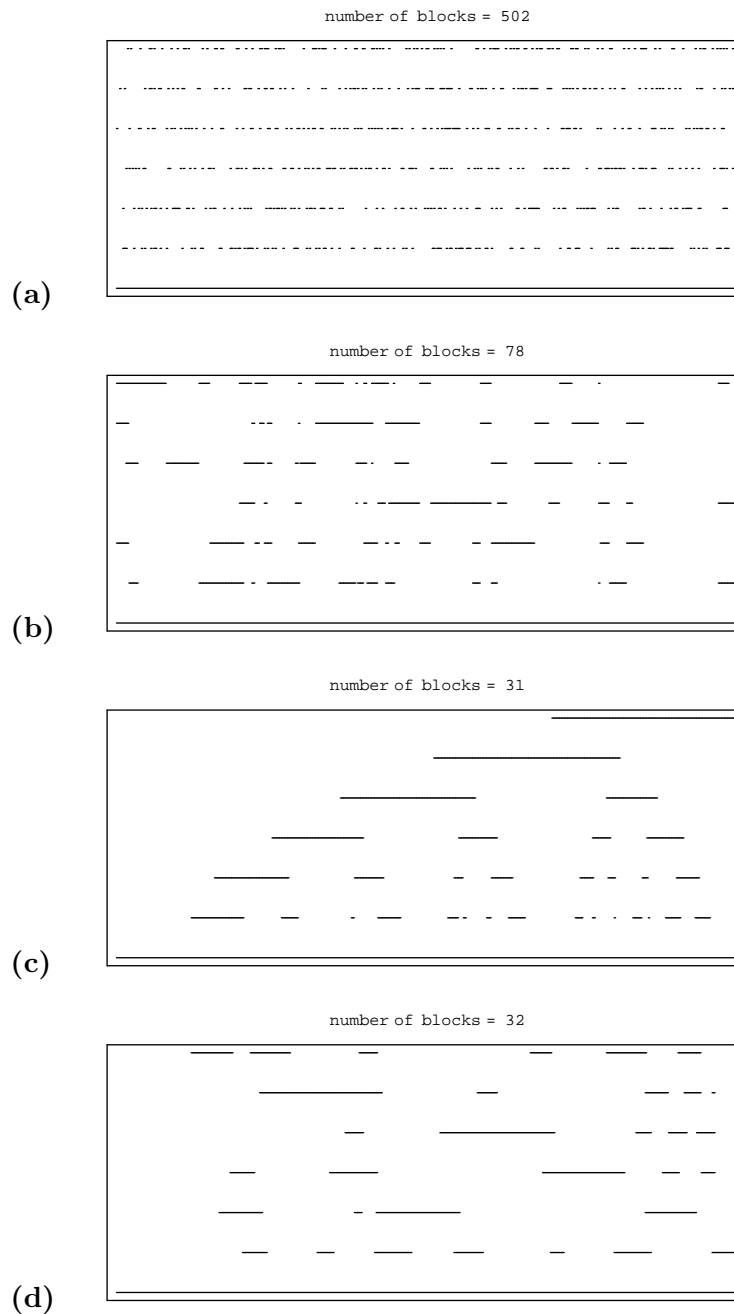 number of blocks = 502
(a)
number of blocks = 78
(b)
number of blocks = 31
(c)
number of blocks = 32
(d)